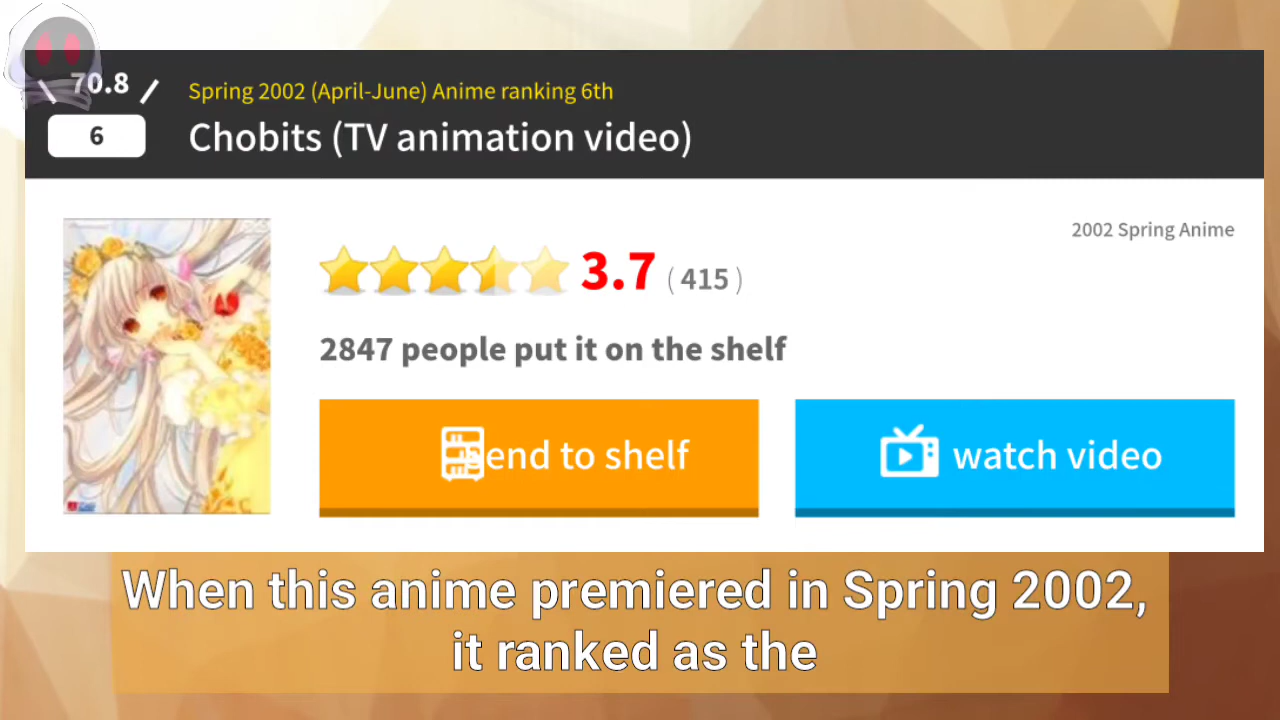 70.8
Spring 2002 (April-June) Anime ranking 6th
6
Chobits (TV animation video)
2002 Spring Anime
3.7 ( 415 )
2847 people put it on the shelf
end to shelf
watch video
When this anime premiered in Spring 2002,
it ranked as the